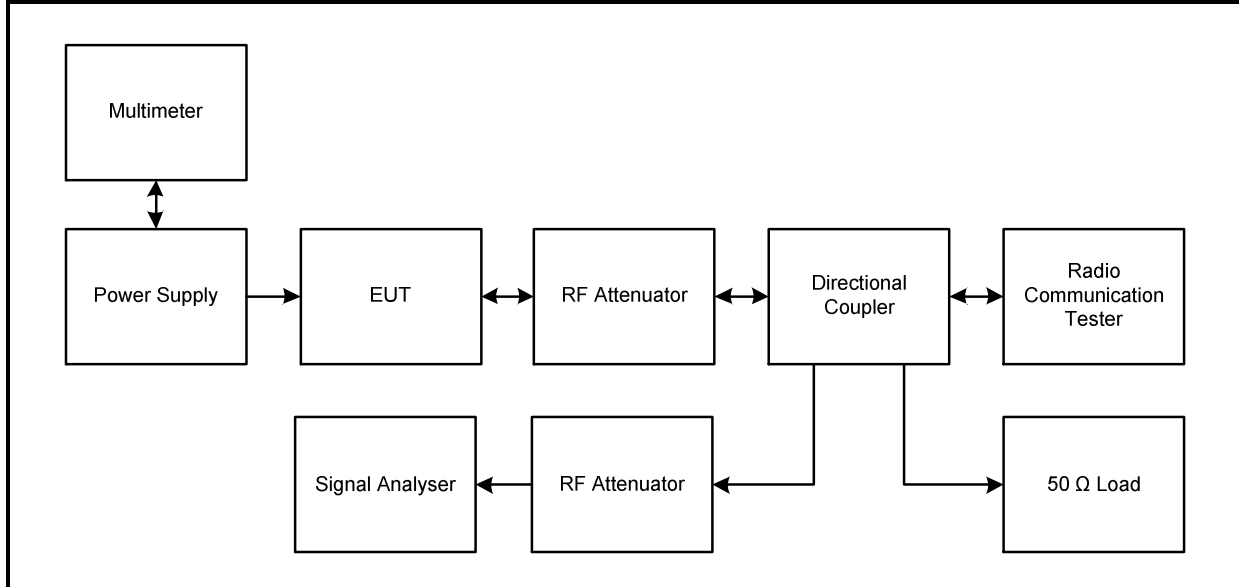 Multimeter
Power Supply
EUT
RF Attenuator
Directional
Coupler
Radio
Communication
Tester
Signal Analyser
RF Attenuator
50 Ω Load